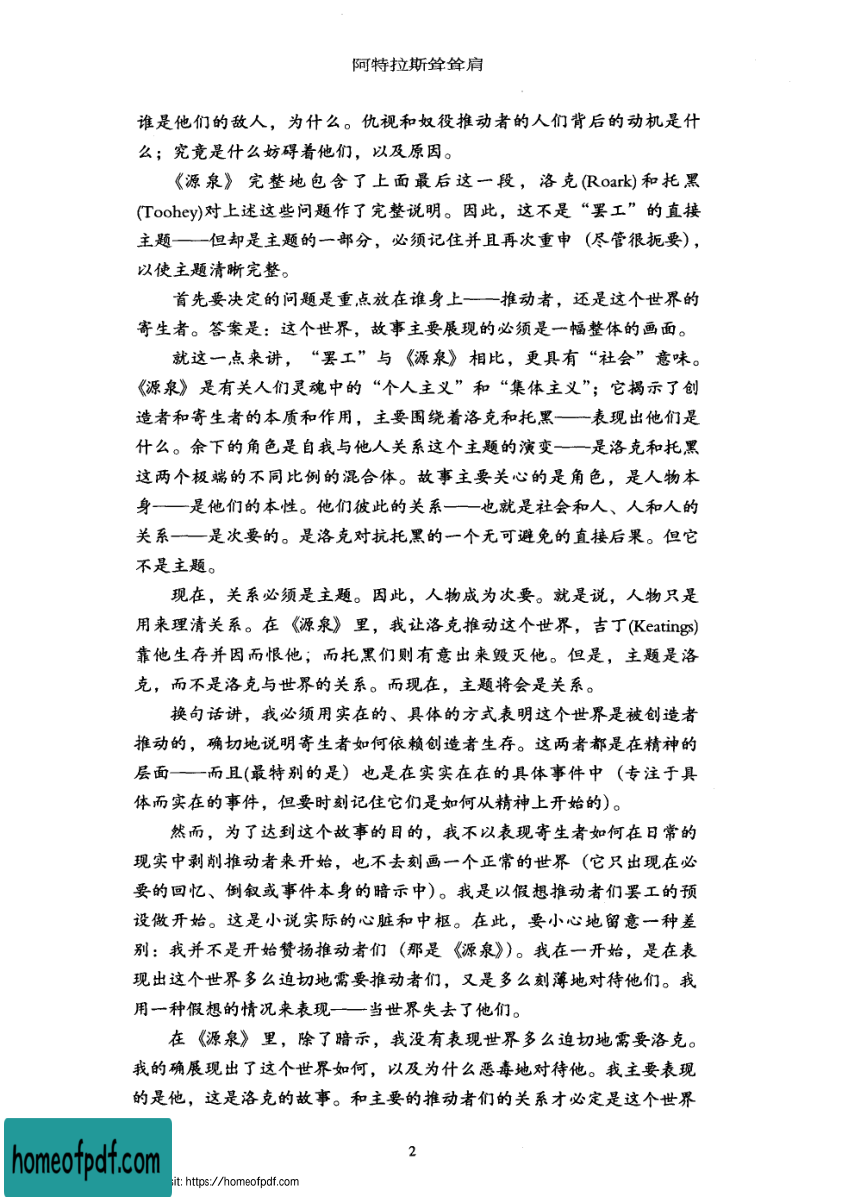 阿特拉斯耸耸肩
谁是他们的敌人，为什么。仇视和奴役推动者的人们背后的动机是什
么；究竟是什么妨碍着他们，以及原因。
《源泉》 完整地包含了上面最后这一段，洛克(Roark)和托黑
(Toohey)对上述这些问题作了完整说明。因此，这不是“罢工”的直接
主题——但却是主题的一部分，必须记住并且再次重申（尽管很扼要），
以使主题清晰完整。
首先要决定的问题是重点放在谁身上——推动者，还是这个世界的
寄生者。答案是：这个世界，故事主要展现的必须是一幅整体的画面。
就这一点来讲，“罢工”与《源泉》相比，更具有“社会”意味。
《源泉》是有关人们灵魂中的“个人主义”和“集体主义”；它揭示了创
造者和寄生者的本质和作用，主要围绕着洛克和托黑——表现出他们是
什么。余下的角色是自我与他人关系这个主题的演变——是洛克和托黑
这两个极端的不同比例的混合体。故事主要关心的是角色，是人物本
身——是他们的本性。他们彼此的关系——也就是社会和人、人和人的
关系——是次要的。是洛克对抗托黑的一个无可避免的直接后果。但它
不是主题。
现在，关系必须是主题。因此，人物成为次要。就是说，人物只是
用来理清关系。在《源泉》里，我让洛克推动这个世界，吉丁(Keatings)
靠他生存并因而恨他；而托黑们则有意出来毁灭他。但是，主题是洛
克，而不是洛克与世界的关系。而现在，主题将会是关系。
换句话讲，我必须用实在的、具体的方式表明这个世界是被创造者
推动的，确切地说明寄生者如何依赖创造者生存。这两者都是在精神的
层面——而且(最特别的是）也是在实实在在的具体事件中（专注于具
体而实在的事件，但要时刻记住它们是如何从精神上开始的)。
然而，为了达到这个故事的目的，我不以表现寄生者如何在日常的
现实中剥削推动者来开始，也不去刻画一个正常的世界（它只出现在必
要的回忆、倒叙或事件本身的暗示中）。我是以假想推动者们罢工的预
设做开始。这是小说实际的心脏和中枢。在此，要小心地留意一种差
别：我并不是开始赞扬推动者们（那是《源泉》）。我在一开始，是在表
现出这个世界多么迫切地需要推动者们，又是多么刻薄地对待他们。我
用一种假想的情况来表现——当世界失去了他们。
在《源泉》里，除了暗示，我没有表现世界多么迫切地需要洛克。
我的确展现出了这个世界如何，以及为什么恶毒地对待他。我主要表现
的是他，这是洛克的故事。和主要的推动者们的关系才必定是这个世界
2
homeofpdf.com
sit: https://homeofpdf.com